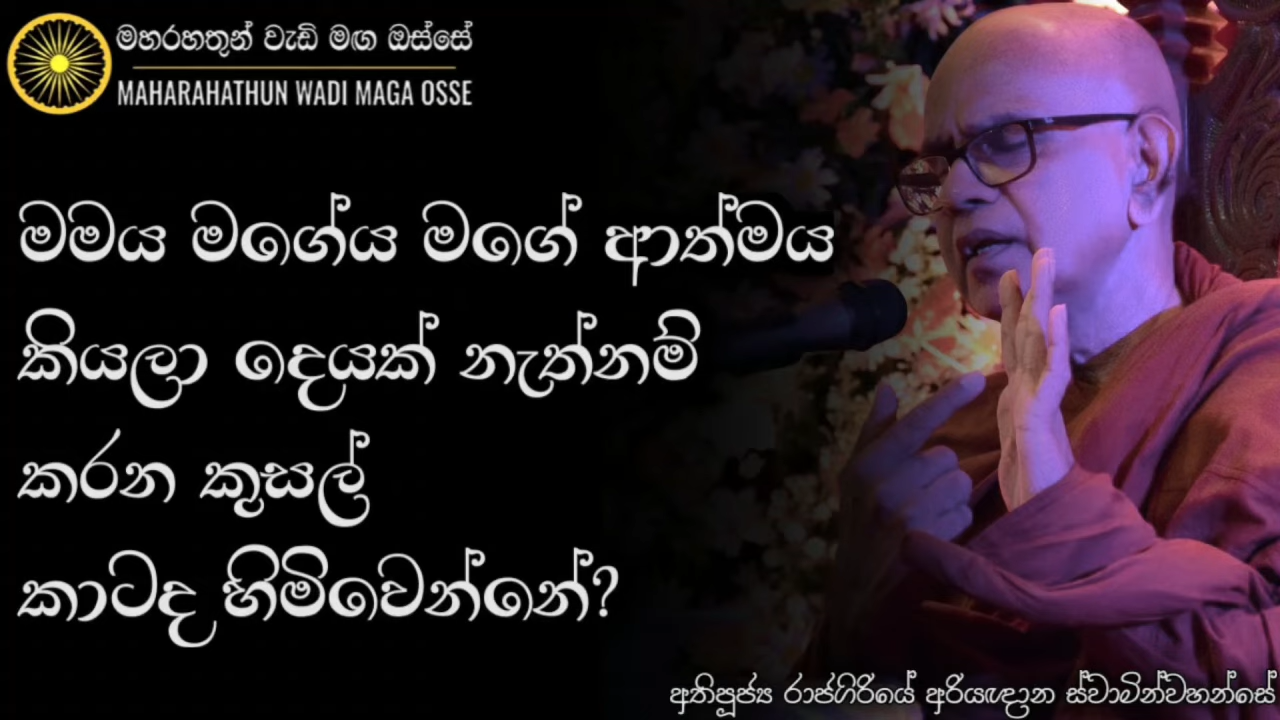 මහරහතුන් වැඩි මඟ ඔස්සේ
MAHARAHATHUN WADI MAGA OSSE
මමය මගේය මගේ ආත්මය
කියලා දෙයක් නැත්නම්
කරන කුසල්
කාටද හිමිවෙන්නේ?
අතිපූජ්‍ය රාජගිරියේ අරියඥාන ස්වාමින්වහන්සේ